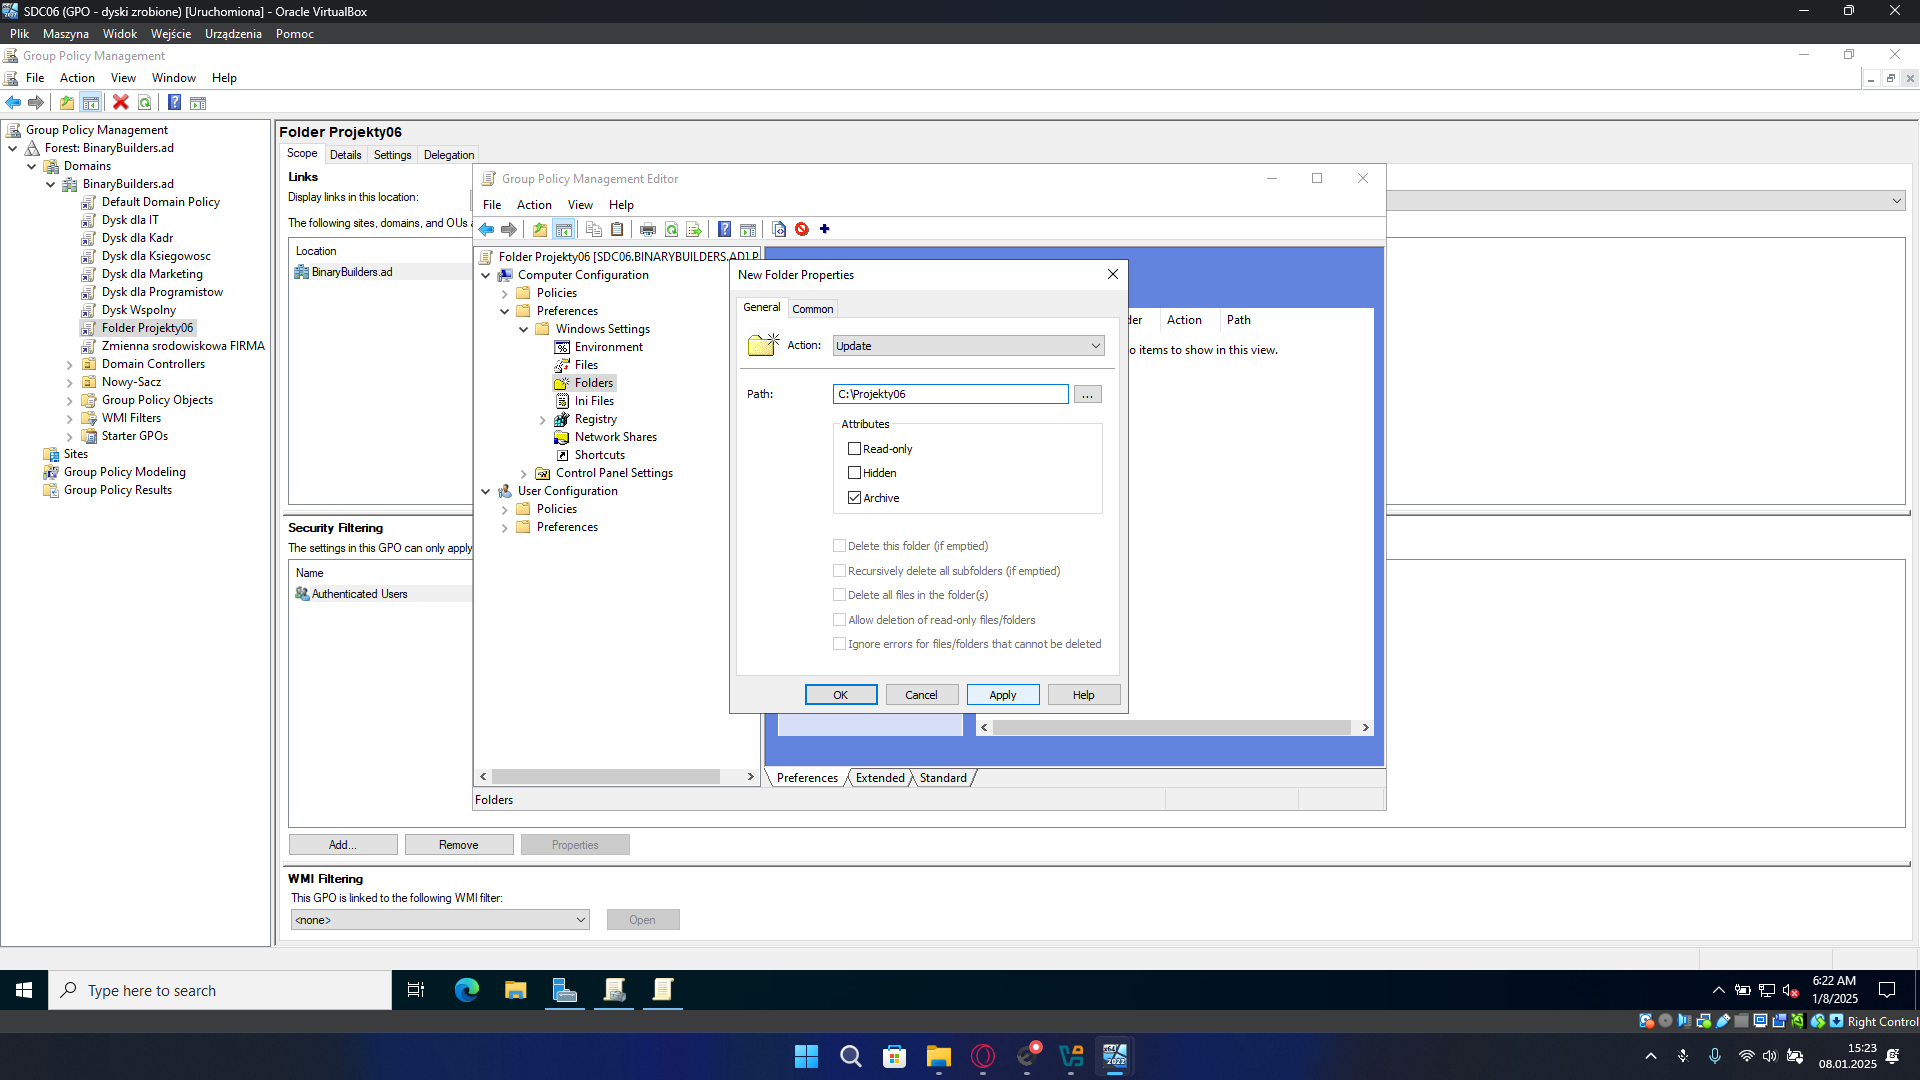 SDC06 (GPO - dyski zrobione) [Uruchomiona] - Oracle VirtualBox
Plik Maszyna Widok Wejście Urządzenia Pomoc
Group Policy Management
File Action View Window Help
Group Policy Management
Forest: BinaryBuilders.ad
Domains
BinaryBuilders.ad
Default Domain Policy
Dysk dla IT
Dysk dla Kadr
Dysk dla Ksiegowosc
Dysk dla Marketing
Dysk dla Programistow
Dysk Wspolny
Folder Projekty06
Zmienna srodowiskowa FIRMA
Domain Controllers
Nowy-Sacz
Group Policy Objects
WMI Filters
Starter GPOs
Sites
Group Policy Modeling
Group Policy Results
Folder Projekty06
Scope Details Settings Delegation
Links
Display links in this location:
The following sites, domains, and OUs
Location
BinaryBuilders.ad
Security Filtering
The settings in this GPO can only apply
Name
Authenticated Users
Add... Remove Properties
WMI Filtering
This GPO is linked to the following WMI filter:
<none> Open
Group Policy Management Editor
File Action View Help
Folder Projekty06 [SDC06.BINARYBUILDERS.AD] P
Computer Configuration
Policies
Preferences
Windows Settings
Environment
Files
Folders
Ini Files
Registry
Network Shares
Shortcuts
Control Panel Settings
User Configuration
Policies
Preferences
der Action Path
o items to show in this view.
Preferences Extended Standard
Folders
New Folder Properties
General Common
Action: Update
Path: C:\Projekty06 ...
Attributes
Read-only
Hidden
Archive
Delete this folder (if emptied)
Recursively delete all subfolders (if emptied)
Delete all files in the folder(s)
Allow deletion of read-only files/folders
Ignore errors for files/folders that cannot be deleted
OK Cancel Apply Help
Type here to search
6:22 AM
1/8/2025
Right Control
15:23
08.01.2025